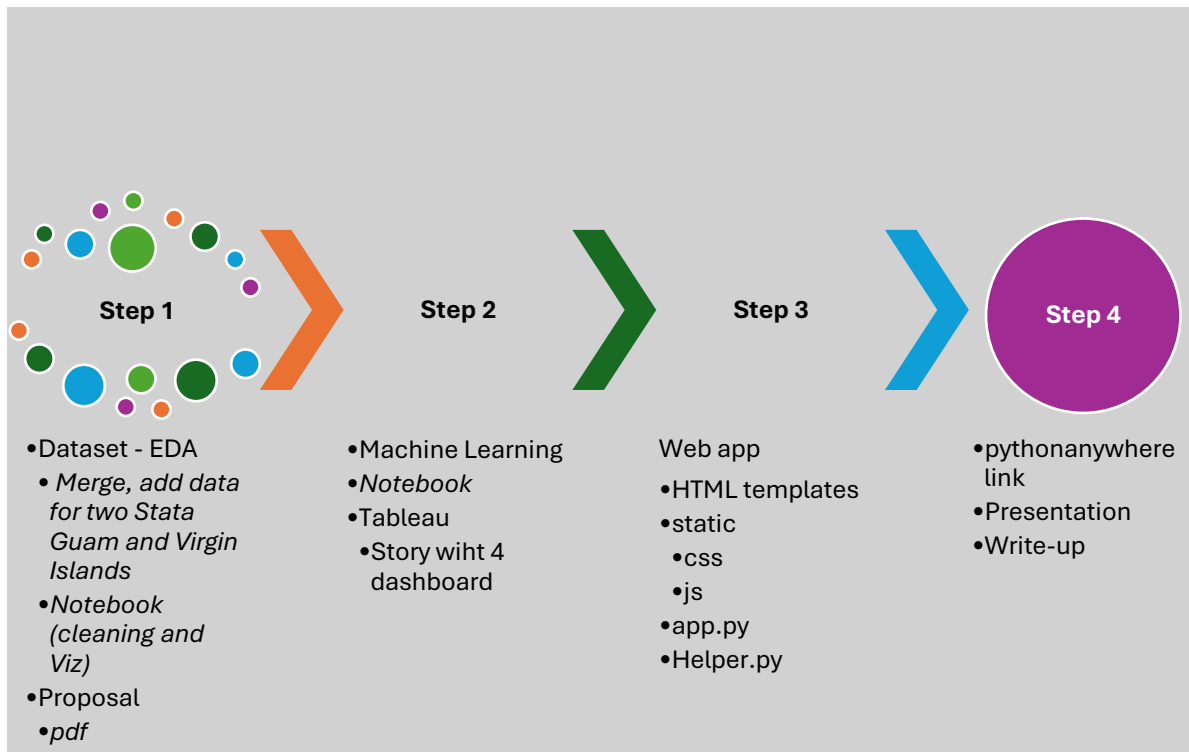 Step 1
Step 2
Step 3
Step 4
•Dataset - EDA
• Merge, add data
for two Stata
Guam and Virgin
Islands
•Notebook
(cleaning and
Viz)
•Proposal
•pdf
•Machine Learning
•Notebook
•Tableau
•Story wiht 4
dashboard
Web app
•HTML templates
•static
•css
•js
•app.py
•Helper.py
•pythonanywhere
link
•Presentation
•Write-up